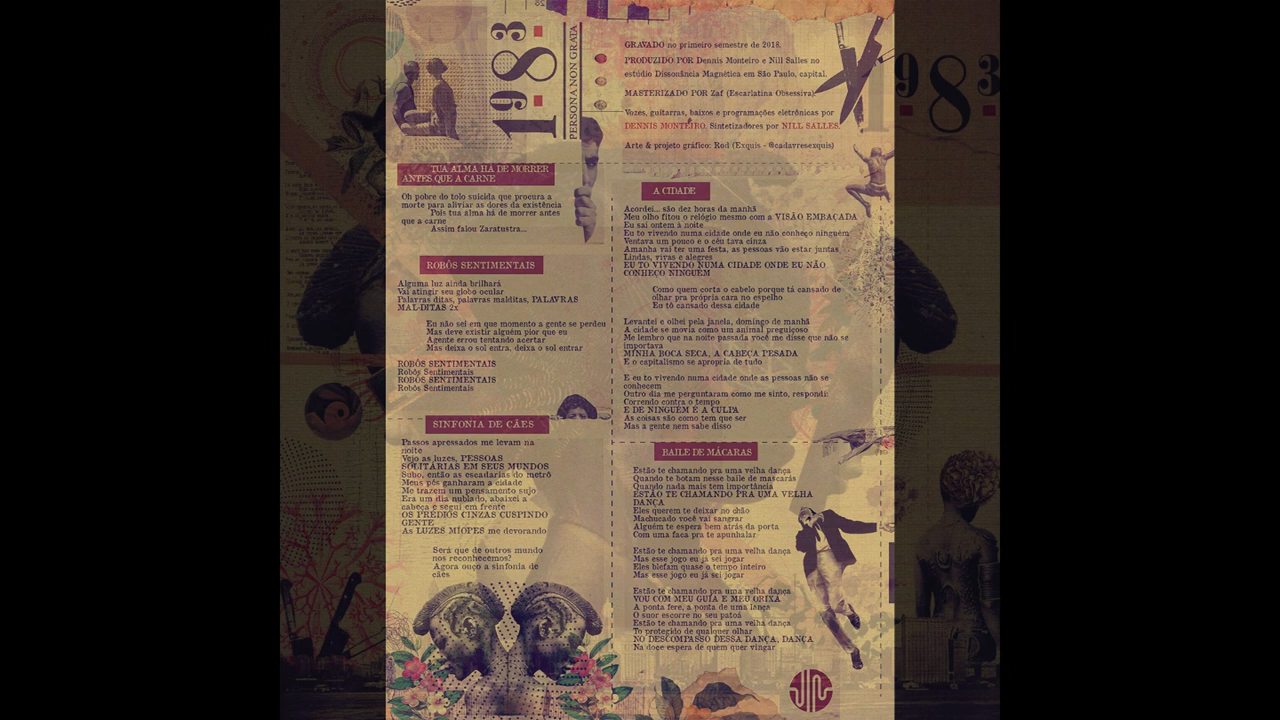 1983
PERSONA NON GRATA
GRAVADO no primeiro semestre de 2018.
PRODUZIDO POR Dennis Monteiro e Nill Salles no
estúdio Dissonância Magnética em São Paulo, capital.
MASTERIZADO POR Zaf (Escarlatina Obsessiva).
Vozes, guitarras, baixos e programações eletrônicas por
DENNIS MONTEIRO. Sintetizadores por NILL SALLES.
Arte & projeto gráfico: Rod (Exquis - @cadavresexquis)
TUA ALMA HÁ DE MORRER
ANTES QUE A CARNE
Oh pobre do tolo suicida que procura a
morte para aliviar as dores da existência
Pois tua alma há de morrer antes
que a carne
Assim falou Zaratustra...
ROBÔS SENTIMENTAIS
Alguma luz ainda brilhará
Vai atingir seu globo ocular
Palavras ditas, palavras malditas, PALAVRAS
MAL-DITAS 2x
Eu não sei em que momento a gente se perdeu
Mas deve existir alguém pior que eu
Agente errou tentando acertar
Mas deixa o sol entra, deixa o sol entrar
ROBÔS SENTIMENTAIS
Robôs Sentimentais
ROBÔS SENTIMENTAIS
Robôs Sentimentais
SINFONIA DE CÃES
Passos apressados me levam na
noite
Vejo as luzes, PESSOAS
SOLITÁRIAS EM SEUS MUNDOS
Subo, então as escadarias do metrô
Meus pés ganharam a cidade
Me trazem um pensamento sujo
Era um dia nublado, abaixei a
cabeça e segui em frente
OS PRÉDIOS CINZAS CUSPINDO
GENTE
As LUZES MÍOPES me devorando
Será que de outros mundo
nos reconhecemos?
Agora ouço a sinfonia de
cães
A CIDADE
Acordei... são dez horas da manhã
Meu olho fitou o relógio mesmo com a VISÃO EMBAÇADA
Eu sai ontem à noite
Eu to vivendo numa cidade onde eu não conheço ninguém
Ventava um pouco e o céu tava cinza
Amanha vai ter uma festa, as pessoas vão estar juntas
Lindas, vivas e alegres
EU TO VIVENDO NUMA CIDADE ONDE EU NÃO
CONHEÇO NINGUÉM
Como quem corta o cabelo porque tá cansado de
olhar pra própria cara no espelho
Eu tô cansado dessa cidade
Levantei e olhei pela janela, domingo de manhã
A cidade se movia como um animal preguiçoso
Me lembro que na noite passada você me disse que não se
importava
MINHA BOCA SECA, A CABEÇA PESADA
E o capitalismo se apropria de tudo
E eu to vivendo numa cidade onde as pessoas não se
conhecem
Outro dia me perguntaram como me sinto, respondi:
Correndo contra o tempo
E DE NINGUÉM É A CULPA
As coisas são como tem que ser
Mas a gente nem sabe disso
BAILE DE MÁCARAS
Estão te chamando pra uma velha dança
Quando te botam nesse baile de mascarás
Quando nada mais tem importância
ESTÃO TE CHAMANDO PRA UMA VELHA
DANÇA
Eles querem te deixar no chão
Machucado você vai sangrar
Alguém te espera bem atrás da porta
Com uma faca pra te apunhalar
Estão te chamando pra uma velha dança
Mas esse jogo eu já sei jogar
Eles blefam quase o tempo inteiro
Mas esse jogo eu já sei jogar
Estão te chamando pra uma velha dança
VOU COM MEU GUIA E MEU ORIXA
A ponta fere, a ponta de uma lança
O suor escorre no seu patoá
Estão te chamando pra uma velha dança
To protegido de qualquer olhar
NO DESCOMPASSO DESSA DANÇA, DANÇA
Na doce espera de quem quer vingar